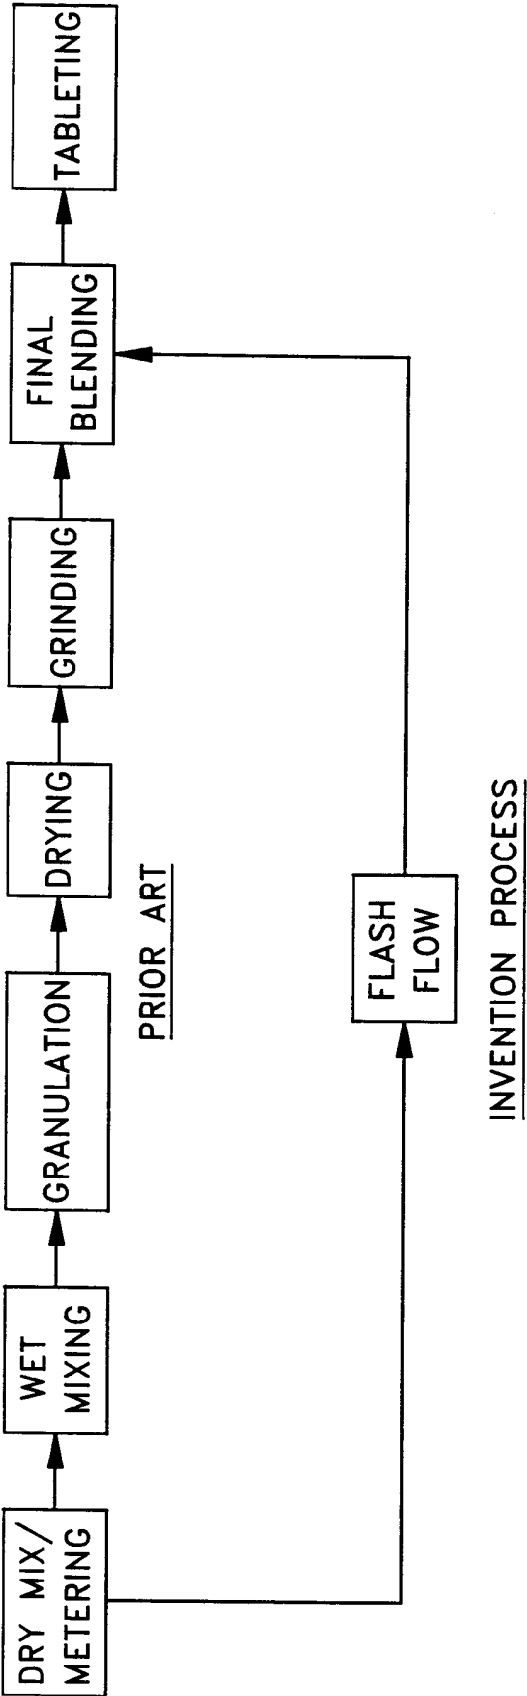 DRY MIX/
METERING
WET
MIXING
GRANULATION
DRYING
GRINDING
FINAL
BLENDING
TABLETING
PRIOR ART
FLASH
FLOW
INVENTION PROCESS